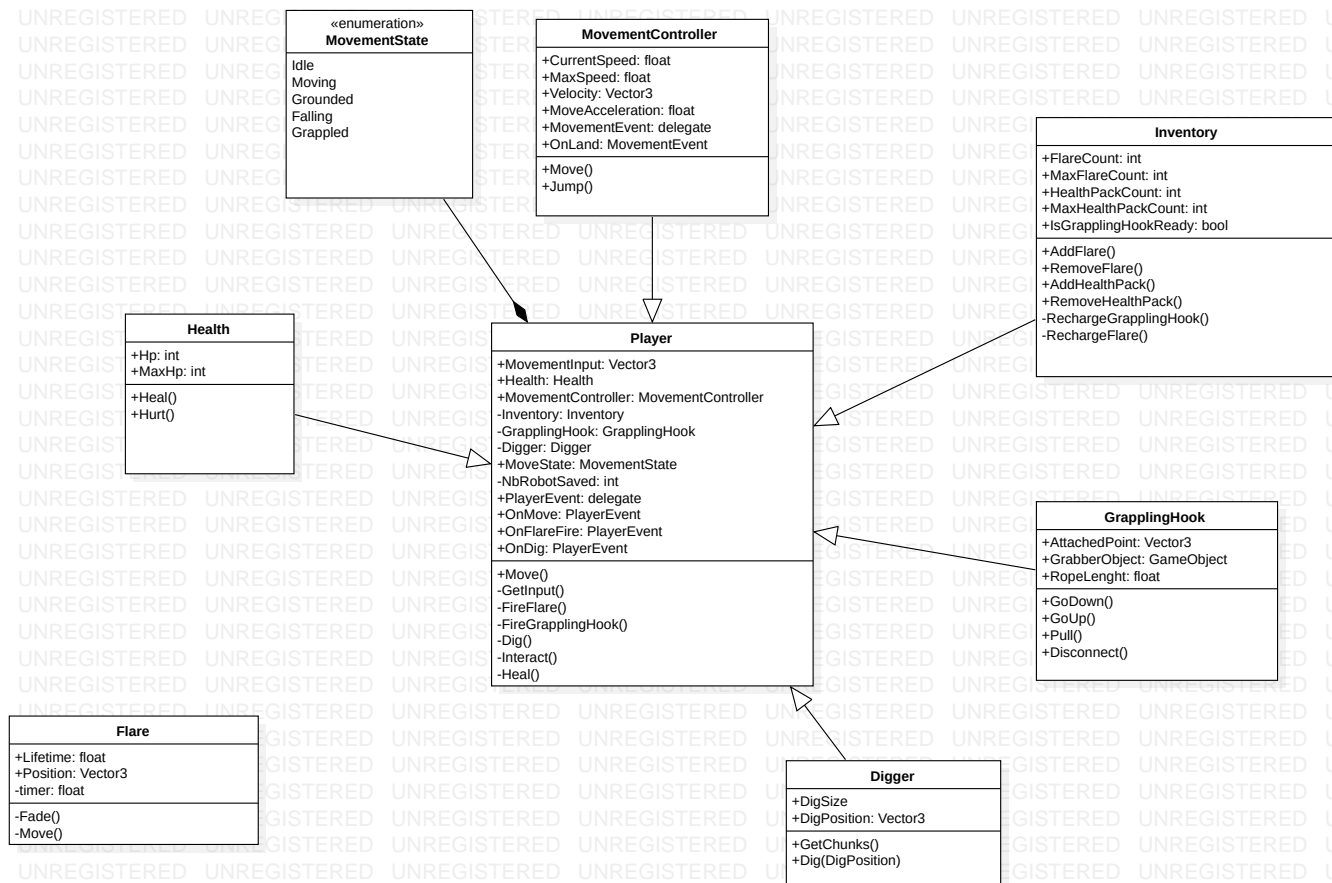 «enumeration»
MovementState
Idle
Moving
Grounded
Falling
Grappled
MovementController
+CurrentSpeed: float
+MaxSpeed: float
+Velocity: Vector3
+MoveAcceleration: float
+MovementEvent: delegate
+OnLand: MovementEvent
+Move()
+Jump()
Inventory
+FlareCount: int
+MaxFlareCount: int
+HealthPackCount: int
+MaxHealthPackCount: int
+IsGrapplingHookReady: bool
+AddFlare()
+RemoveFlare()
+AddHealthPack()
+RemoveHealthPack()
-RechargeGrapplingHook()
-RechargeFlare()
Health
+Hp: int
+MaxHp: int
+Heal()
+Hurt()
Player
+MovementInput: Vector3
+Health: Health
+MovementController: MovementController
-Inventory: Inventory
-GrapplingHook: GrapplingHook
-Digger: Digger
+MoveState: MovementState
-NbRobotSaved: int
+PlayerEvent: delegate
+OnMove: PlayerEvent
+OnFlareFire: PlayerEvent
+OnDig: PlayerEvent
+Move()
-GetInput()
-FireFlare()
-FireGrapplingHook()
-Dig()
-Interact()
-Heal()
GrapplingHook
+AttachedPoint: Vector3
+GrabberObject: GameObject
+RopeLenght: float
+GoDown()
+GoUp()
+Pull()
+Disconnect()
Flare
+Lifetime: float
+Position: Vector3
-timer: float
-Fade()
-Move()
Digger
+DigSize
+DigPosition: Vector3
+GetChunks()
+Dig(DigPosition)
UNREGISTERED